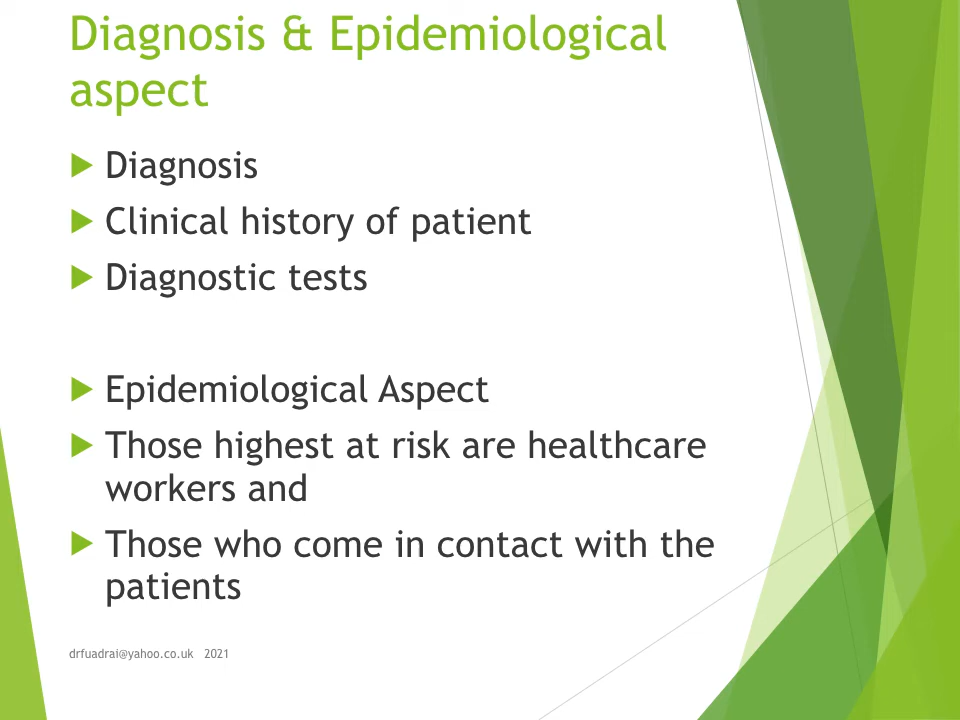 Diagnosis & Epidemiological
aspect
Diagnosis
Clinical history of patient
Diagnostic tests
Epidemiological Aspect
Those highest at risk are healthcare
workers and
Those who come in contact with the
patients
drfuadrai@yahoo.co.uk 2021